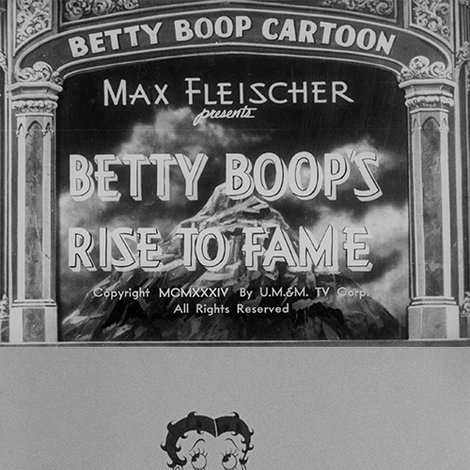 BETTY BOOP CARTOON
MAX FLEISCHER
presents
BETTY BOOP'S
RISE TO FAME
Copyright MCMXXXIV By U.M.&M. TV Corp.
All Rights Reserved